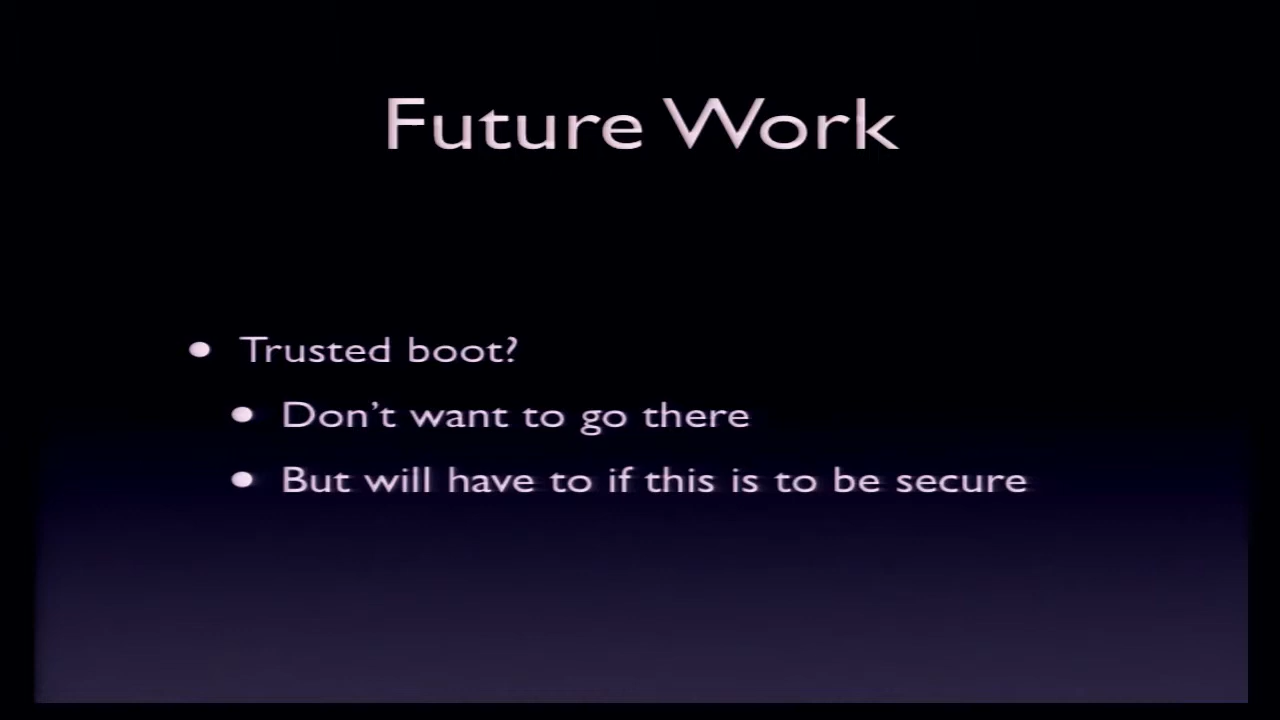 Future Work
• Trusted boot?
• Don’t want to go there
• But will have to if this is to be secure